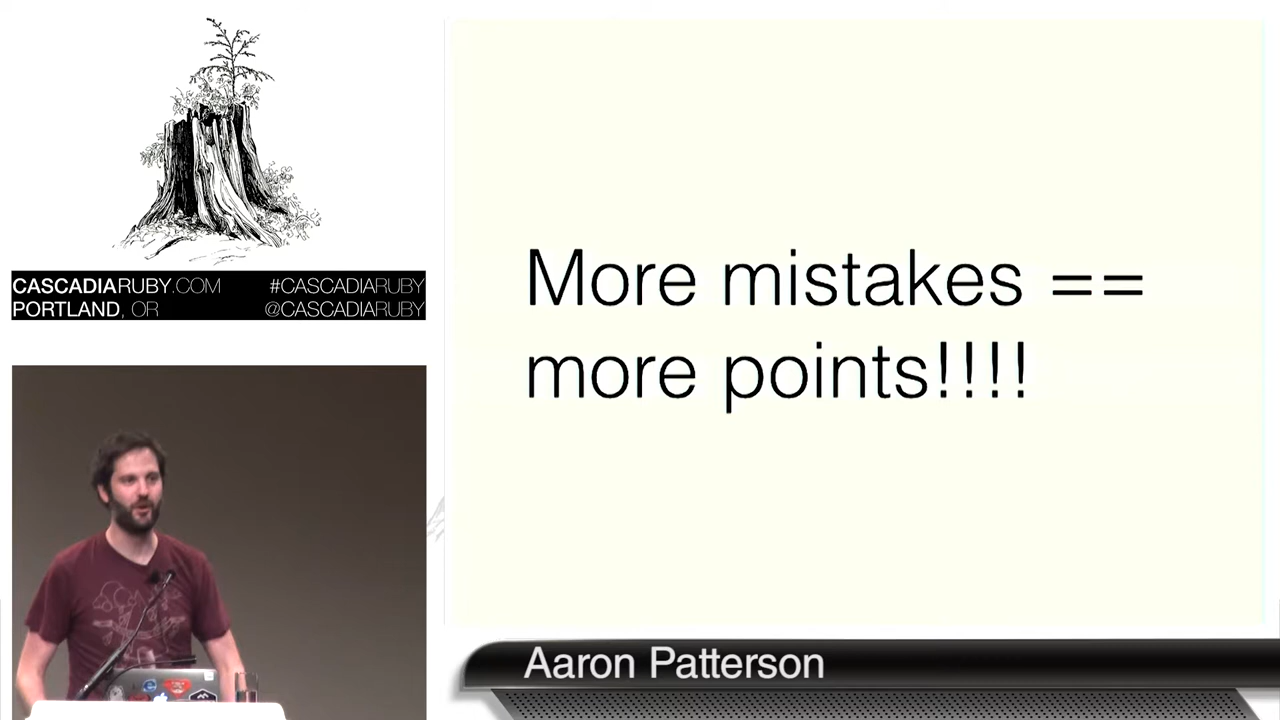 CASCADIARUBY.COM #CASCADIARUBY
PORTLAND, OR @CASCADIARUBY
More mistakes ==
more points!!!!
Aaron Patterson